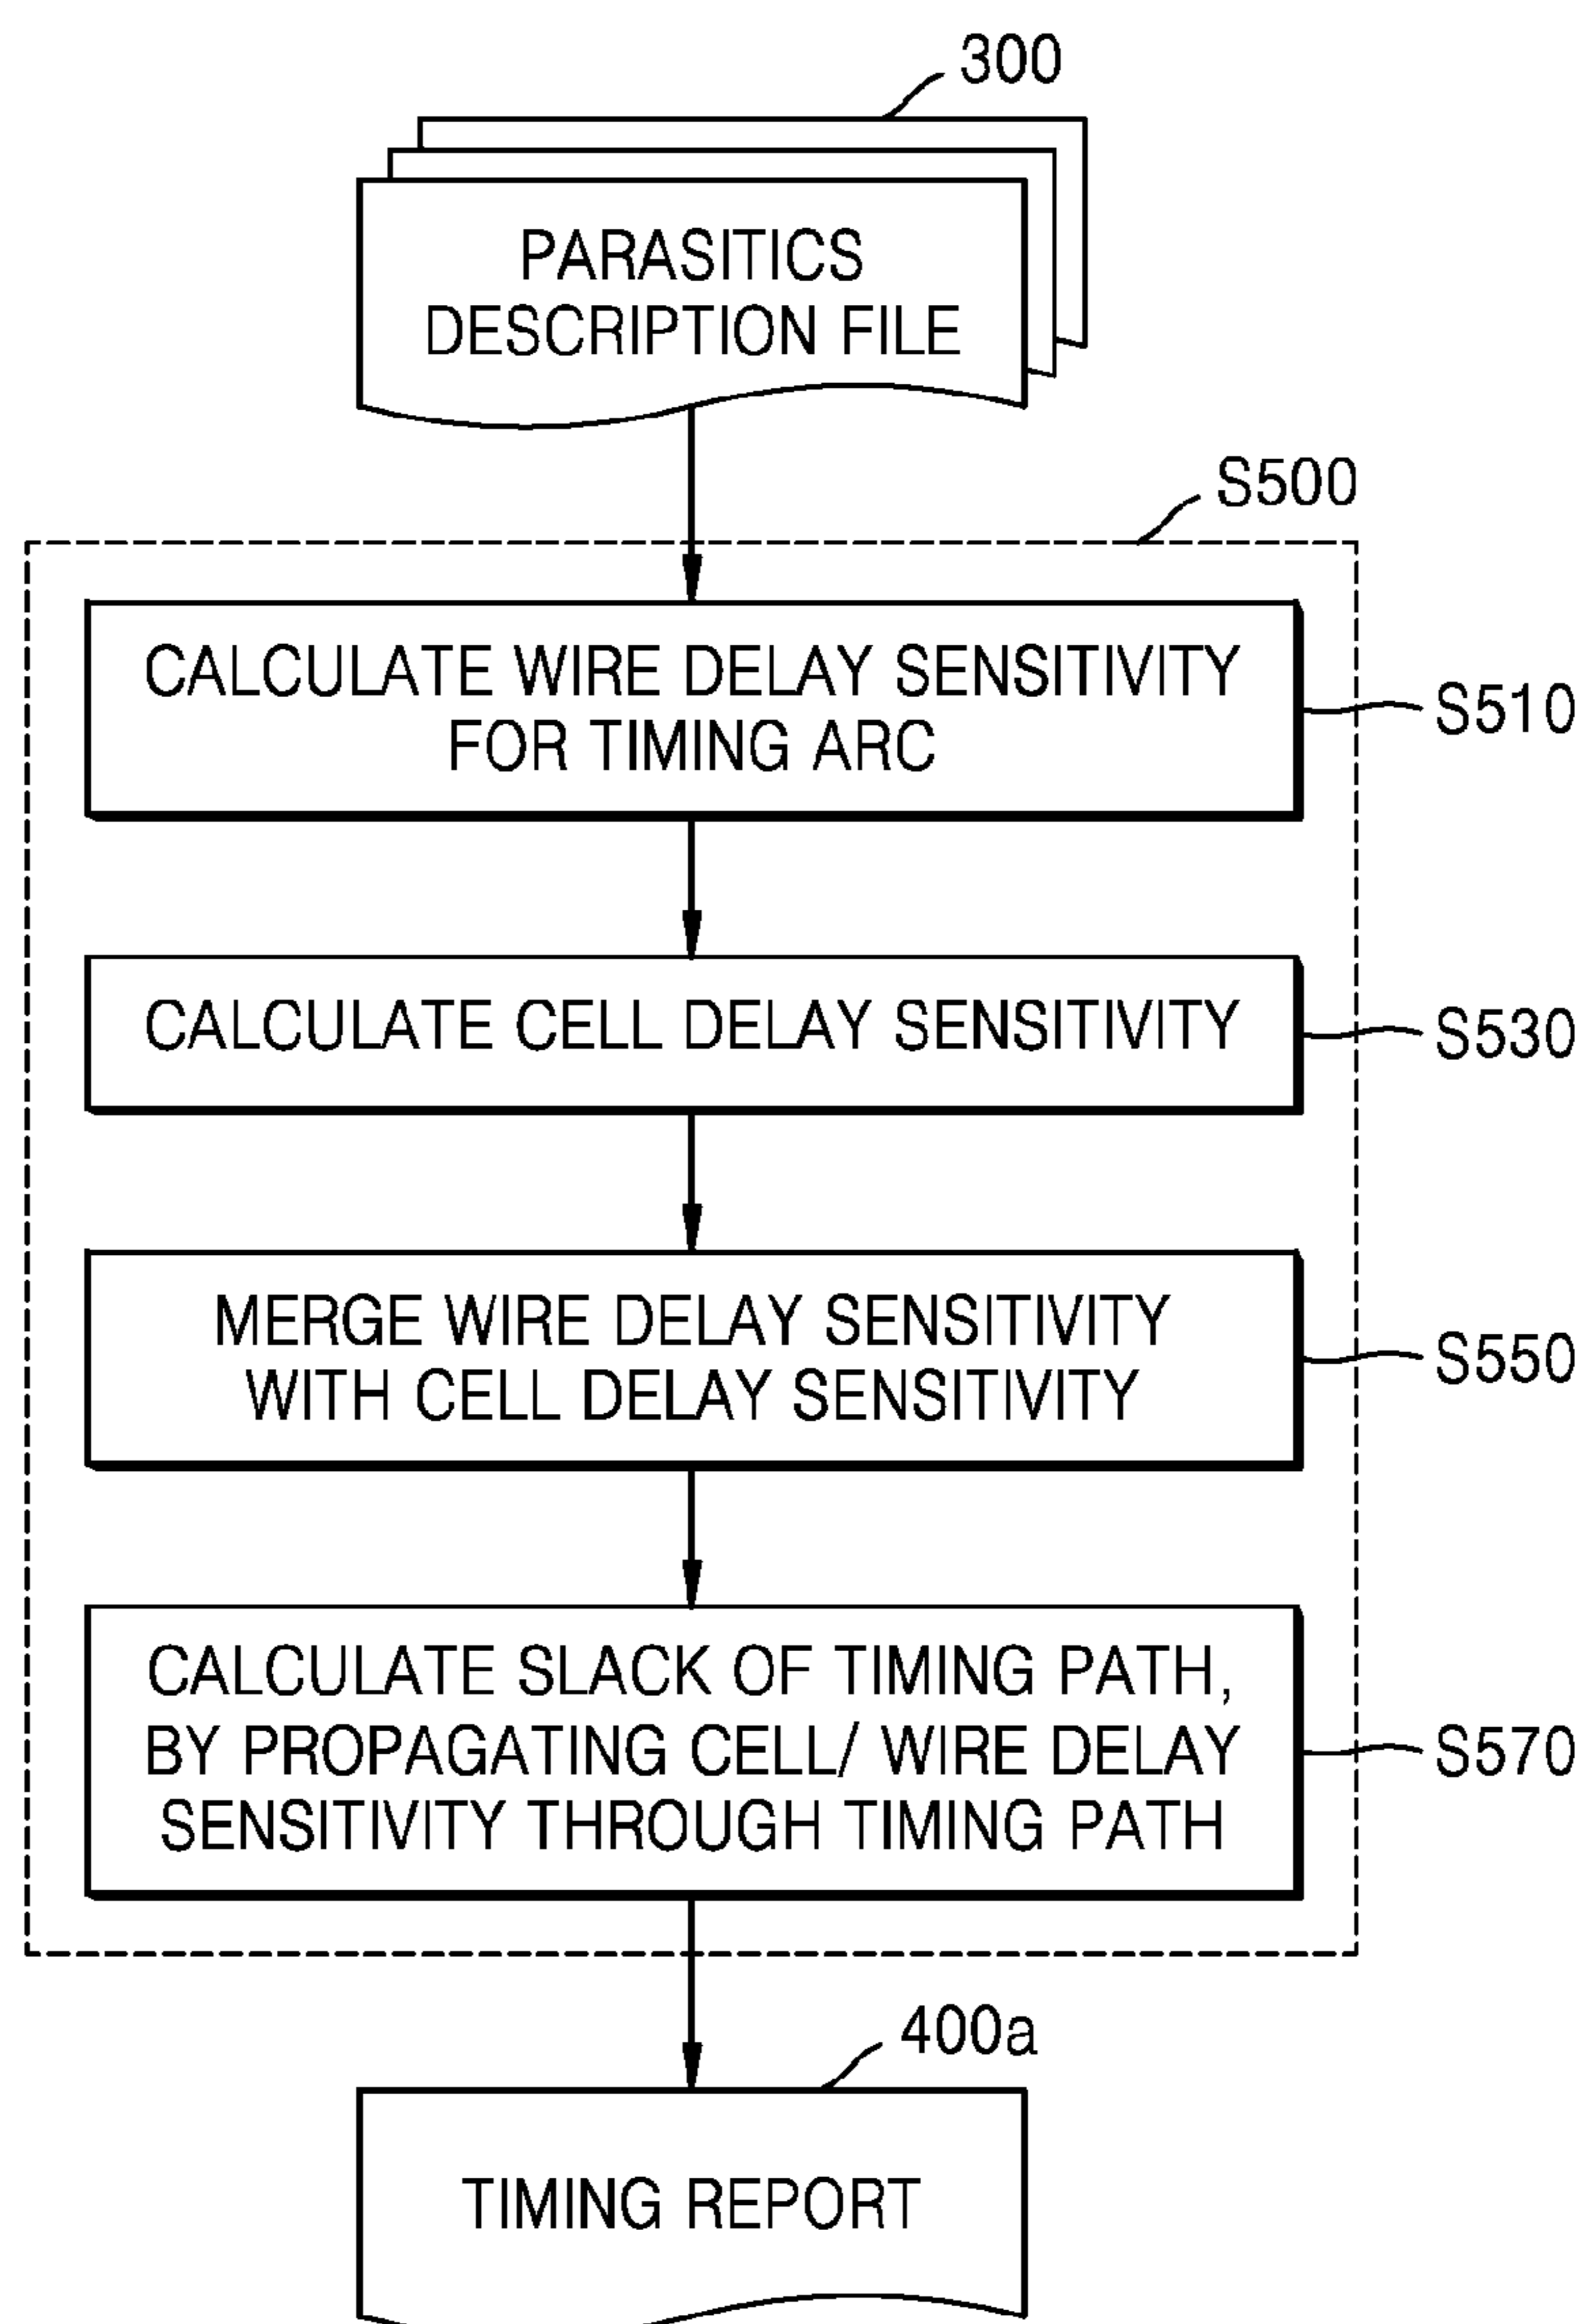 300
PARASITICS
DESCRIPTION FILE
S500
CALCULATE WIRE DELAY SENSITIVITY
FOR TIMING ARC
S510
CALCULATE CELL DELAY SENSITIVITY
S530
MERGE WIRE DELAY SENSITIVITY
WITH CELL DELAY SENSITIVITY
S550
CALCULATE SLACK OF TIMING PATH,
BY PROPAGATING CELL/ WIRE DELAY
SENSITIVITY THROUGH TIMING PATH
S570
400a
TIMING REPORT